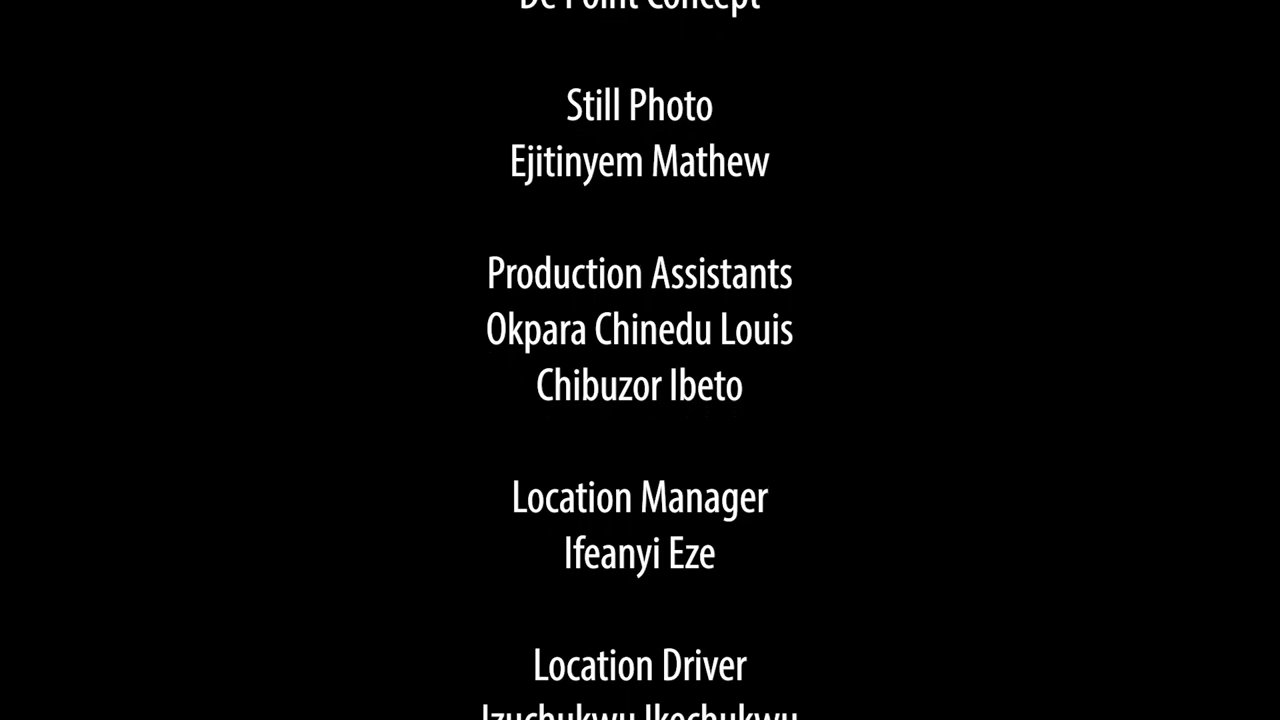 De Point Concept
Still Photo
Ejitinyem Mathew
Production Assistants
Okpara Chinedu Louis
Chibuzor Ibeto
Location Manager
Ifeanyi Eze
Location Driver
Izuchukwu Ikechukwu